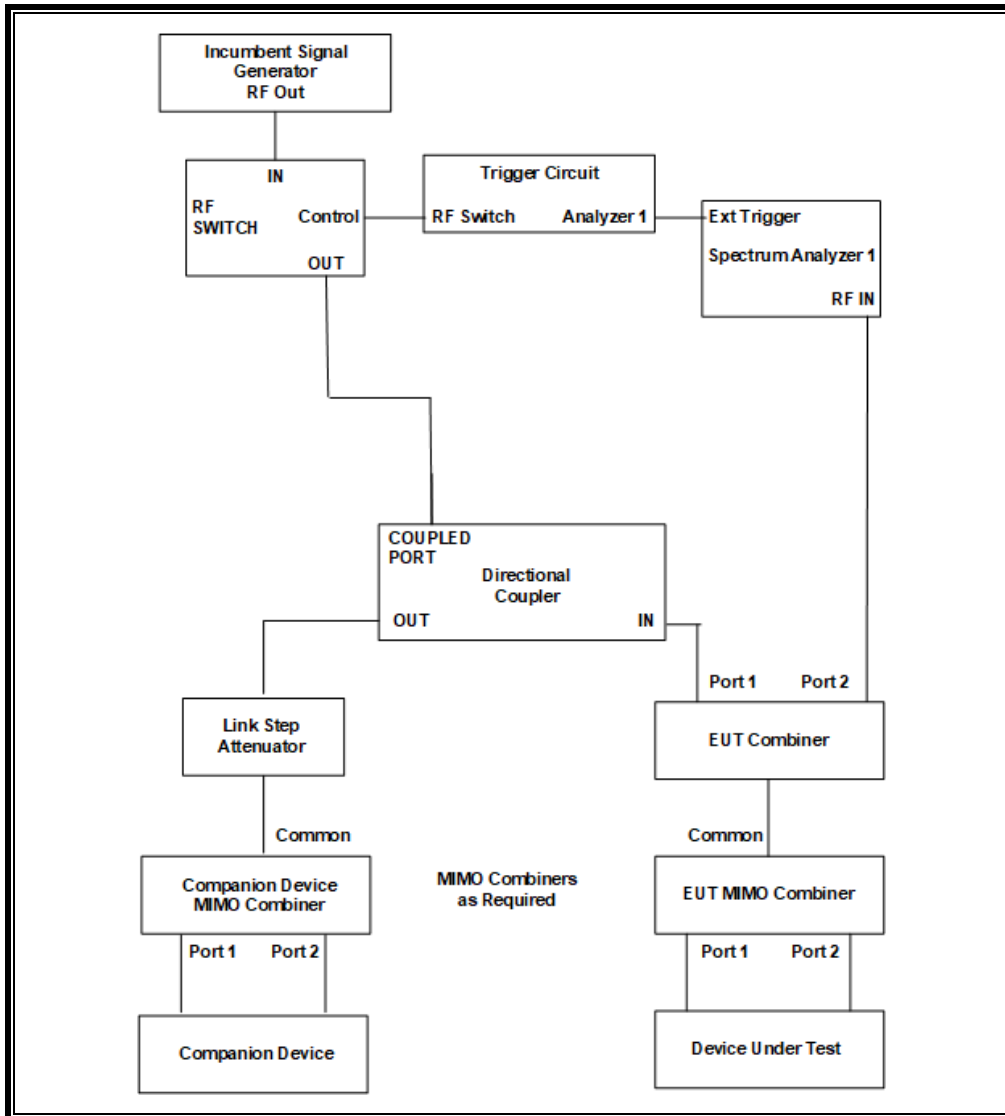 Incumbent Signal
Generator
RF Out
IN
RF
SWITCH
Control
OUT
Trigger Circuit
RF Switch
Analyzer 1
Ext Trigger
Spectrum Analyzer 1
RF IN
COUPLED
PORT
Directional
Coupler
OUT
IN
Port 1
Port 2
Link Step
Attenuator
EUT Combiner
Common
Common
Companion Device
MIMO Combiner
MIMO Combiners
as Required
EUT MIMO Combiner
Port 1
Port 2
Port 1
Port 2
Companion Device
Device Under Test